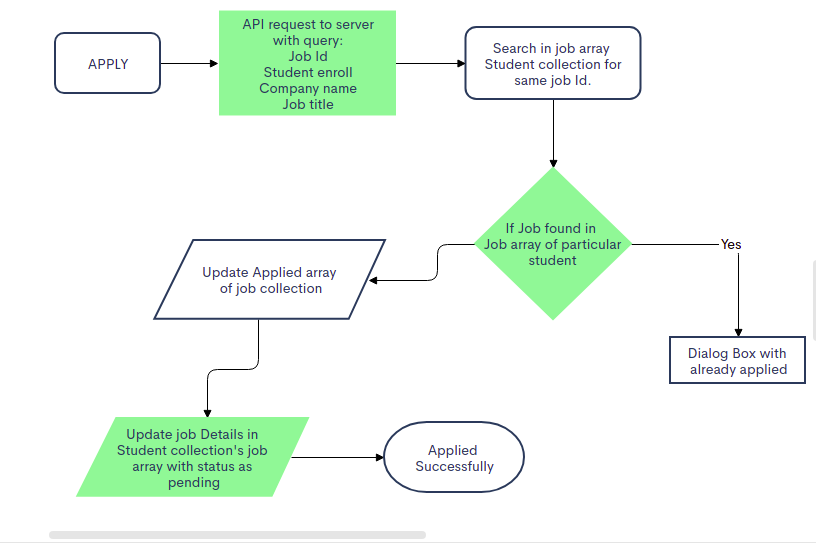 APPLY
API request to server
with query:
Job Id
Student enroll
Company name
Job title
Search in job array
Student collection for
same job Id.
If Job found in
Job array of particular
student
Yes
Update Applied array
of job collection
Dialog Box with
already applied
Update job Details in
Student collection's job
array with status as
pending
Applied
Successfully